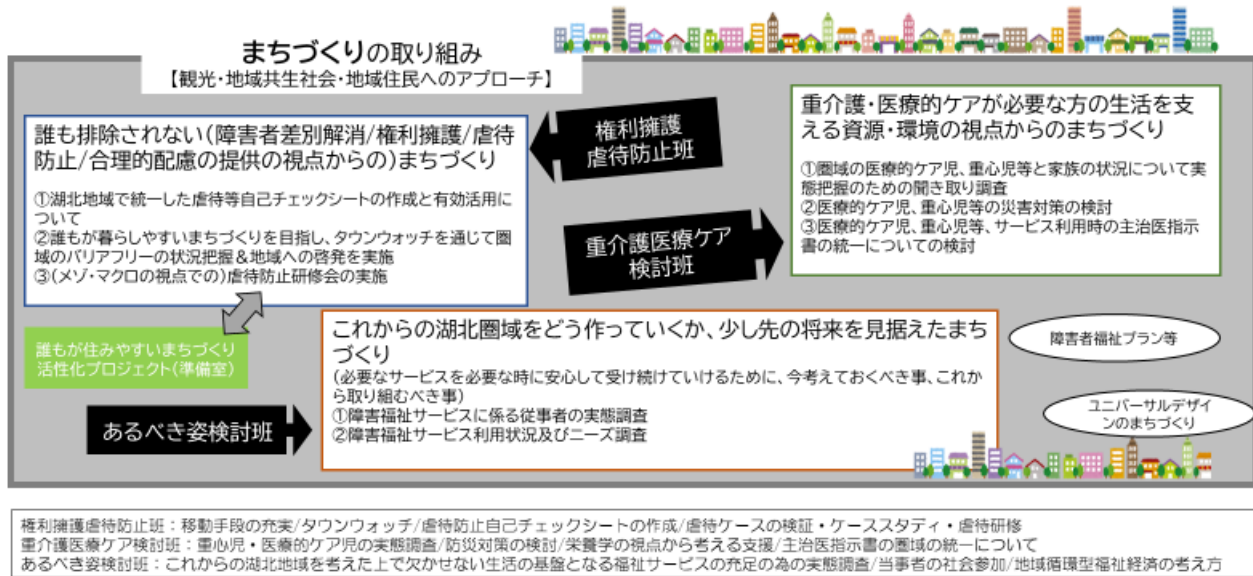 まちづくりの取り組み
【観光・地域共生社会・地域住民へのアプローチ】
誰も排除されない(障害者差別解消/権利擁護/虐待
防止/合理的配慮の提供の視点からの)まちづくり
①湖北地域で統一した虐待等自己チェックシートの作成と有効活用に
ついて
②誰もが暮らしやすいまちづくりを目指し、タウンウォッチを通じて圏
域のバリアフリーの状況把握&地域への啓発を実施
③(メゾ・マクロの視点での)虐待防止研修会の実施
権利擁護
虐待防止班
重介護・医療的ケアが必要な方の生活を支
える資源・環境の視点からのまちづくり
①圏域の医療的ケア児、重心児等と家族の状況について実
態把握のための聞き取り調査
②医療的ケア児、重心児等の災害対策の検討
③医療的ケア児、重心児等、サービス利用時の主治医指示
書の統一についての検討
重介護医療ケア
検討班
誰もが住みやすいまちづくり
活性化プロジェクト(準備室)
これからの湖北圏域をどう作っていくか、少し先の将来を見据えたまち
づくり
(必要なサービスを必要な時に安心して受け続けていけるために、今考えておくべき事、これか
ら取り組むべき事)
①障害福祉サービスに係る従事者の実態調査
②障害福祉サービス利用状況及びニーズ調査
あるべき姿検討班
障害者福祉プラン等
ユニバーサルデザイ
ンのまちづくり
権利擁護虐待防止班:移動手段の充実/タウンウォッチ/虐待防止自己チェックシートの作成/虐待ケースの検証・ケーススタディ・虐待研修
重介護医療ケア検討班:重心児・医療的ケア児の実態調査/防災対策の検討/栄養学の視点から考える支援/主治医指示書の圏域の統一について
あるべき姿検討班:これからの湖北地域を考えた上で欠かせない生活の基盤となる福祉サービスの充足の為の実態調査/当事者の社会参加/地域循環型福祉経済の考え方